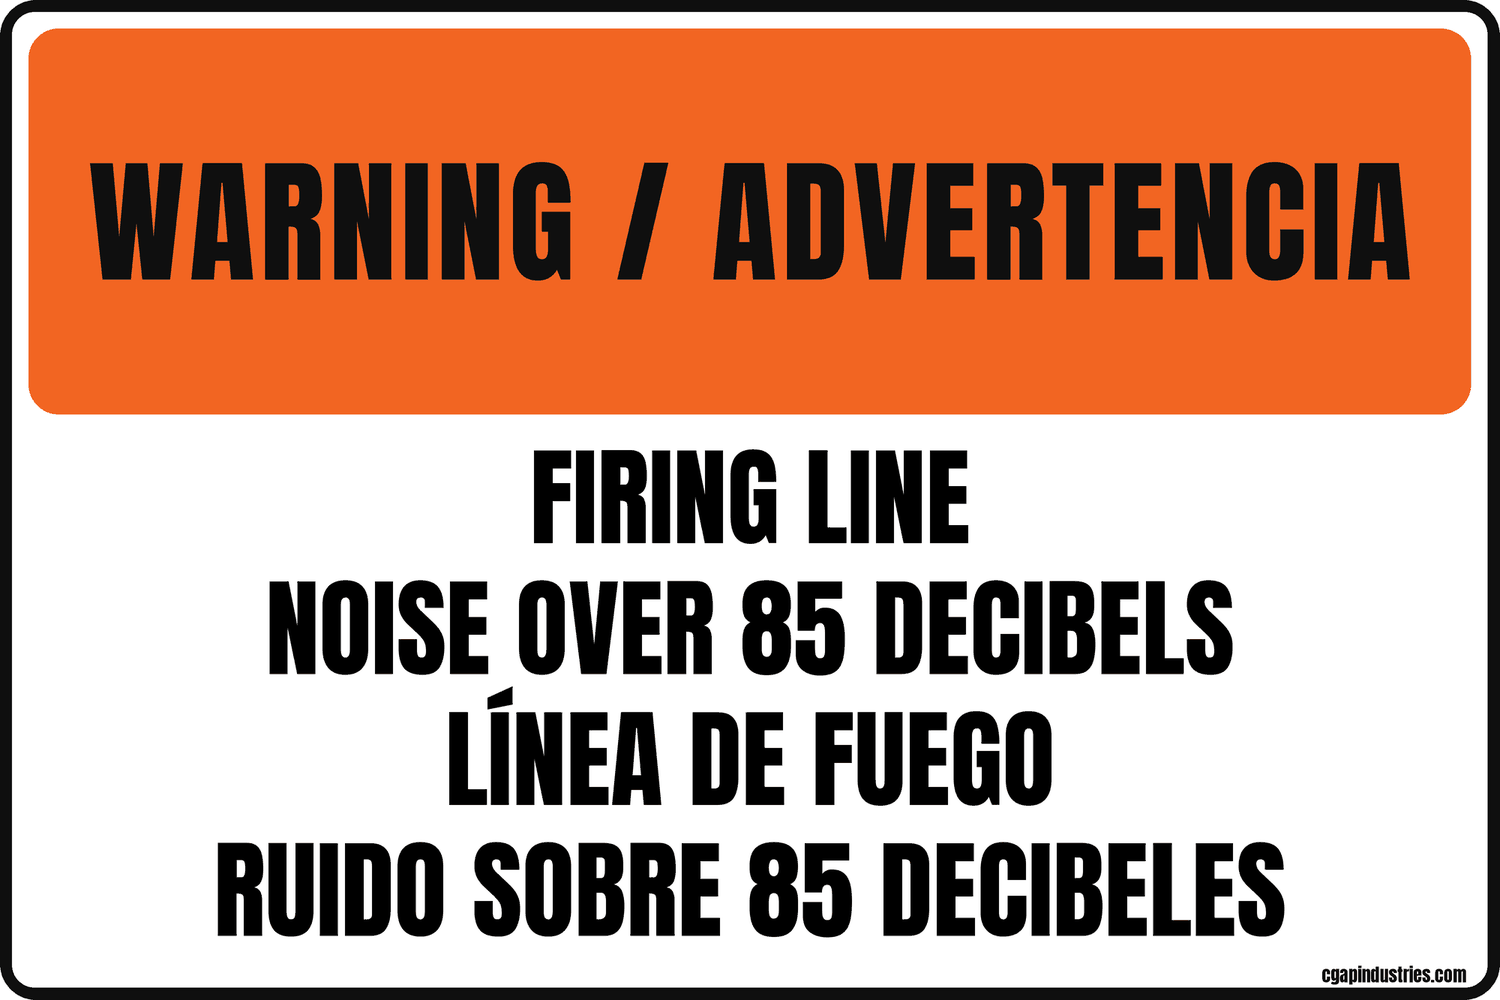 WARNING / ADVERTENCIA
FIRING LINE
NOISE OVER 85 DECIBELS
LÍNEA DE FUEGO
RUIDO SOBRE 85 DECIBELES
cgapindustries.com